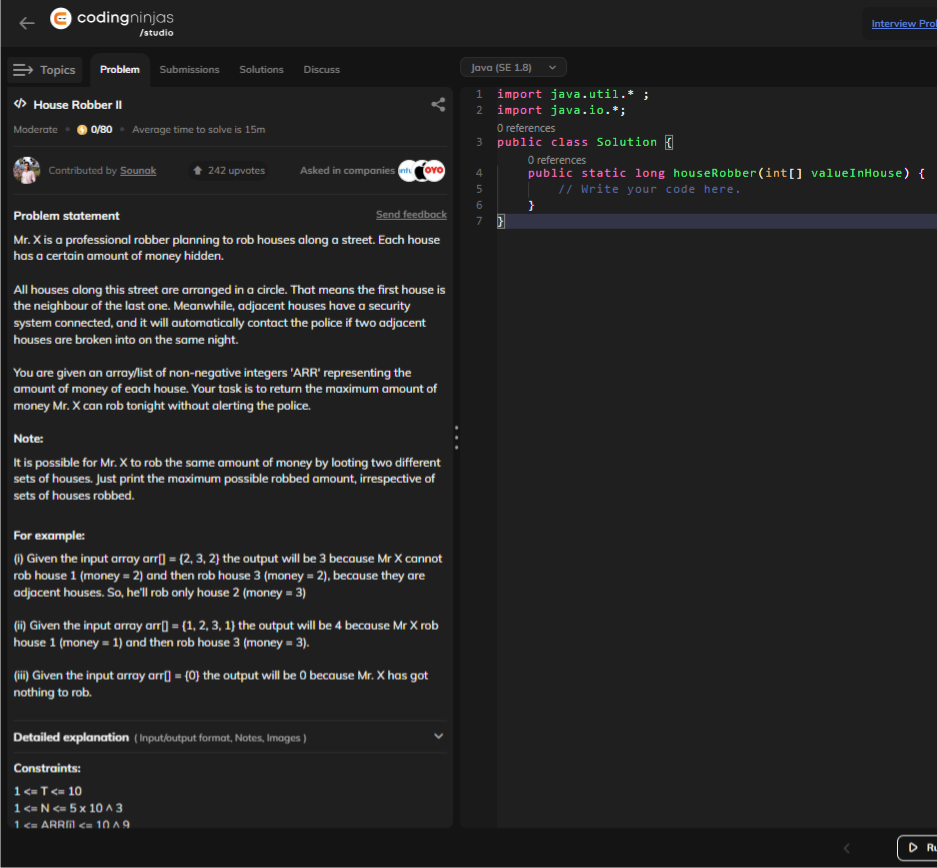 codingninjas
/studio
Interview
Topics
Problem
Submissions
Solutions
Discuss
Java (SE 1.8)
</> House Robber II
Moderate • 0/80 • Average time to solve is 15m
Contributed by Sounak
242 upvotes
Asked in companies
OYO
Problem statement
Send feedback
Mr. X is a professional robber planning to rob houses along a street. Each house
has a certain amount of money hidden.
All houses along this street are arranged in a circle. That means the first house is
the neighbour of the last one. Meanwhile, adjacent houses have a security
system connected, and it will automatically contact the police if two adjacent
houses are broken into on the same night.
You are given an array/list of non-negative integers 'ARR' representing the
amount of money of each house. Your task is to return the maximum amount of
money Mr. X can rob tonight without alerting the police.
Note:
It is possible for Mr. X to rob the same amount of money by looting two different
sets of houses. Just print the maximum possible robbed amount, irrespective of
sets of houses robbed.
For example:
(i) Given the input array arr[] = {2, 3, 2} the output will be 3 because Mr X cannot
rob house 1 (money = 2) and then rob house 3 (money = 2), because they are
adjacent houses. So, he'll rob only house 2 (money = 3)
(ii) Given the input array arr[] = {1, 2, 3, 1} the output will be 4 because Mr X rob
house 1 (money = 1) and then rob house 3 (money = 3).
(iii) Given the input array arr[] = {0} the output will be 0 because Mr. X has got
nothing to rob.
Detailed explanation ( Input/output format, Notes, Images )
Constraints:
1 <= T <= 10
1 <= N <= 5 x 10 ^ 3
1 <= ARR[i] <= 10 ^ 9
1 import java.util.* ;
2 import java.io.*;
0 references
3 public class Solution {
0 references
4 public static long houseRobber(int[] valueInHouse) {
5 // Write your code here.
6 }
7 }